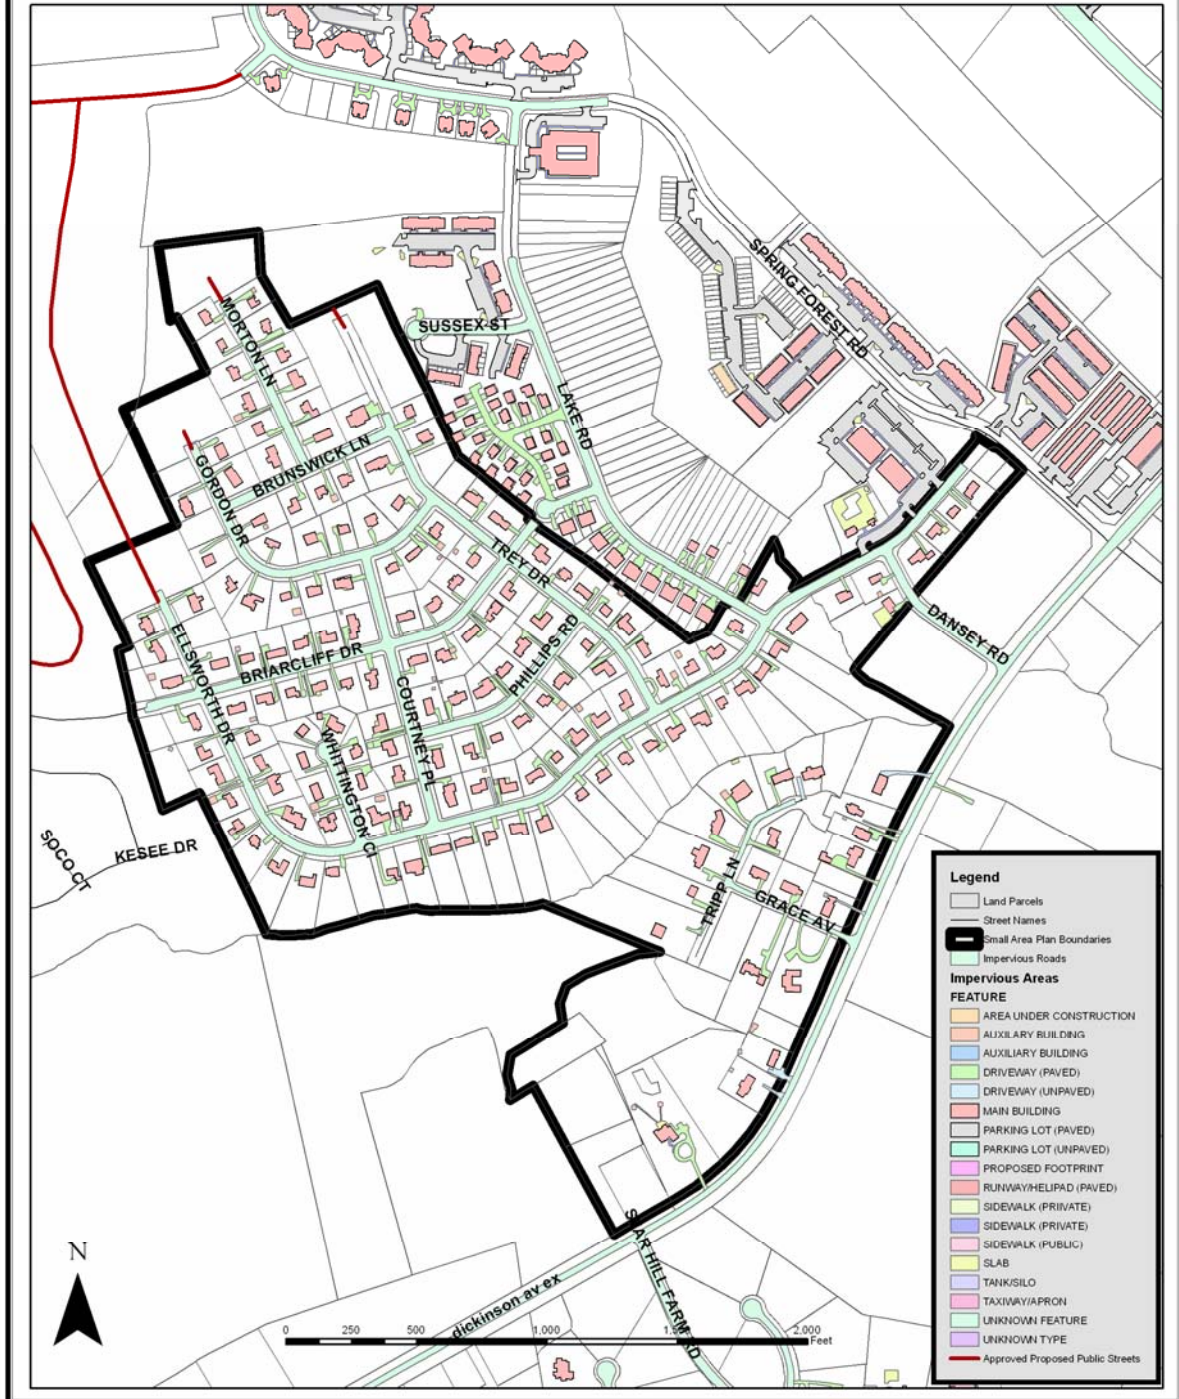 SPRING FOREST RD
SUSSEX ST
MORTON LN
LAKE RD
BRUNSWICK LN
GORDON DR
TREY DR
DANSEY RD
PHILLIPS RD
ELLSWORTH DR
BRIARCLIFF DR
COURTNEY PL
WHITTINGTON CI
KESEE DR
SOCO CT
TRIPP LN
GRACE AV
Legend
Land Parcels
Street Names
Small Area Plan Boundaries
Impervious Roads
Impervious Areas
FEATURE
AREA UNDER CONSTRUCTION
AUXILARY BUILDING
AUXILIARY BUILDING
DRIVEWAY (PAVED)
DRIVEWAY (UNPAVED)
MAIN BUILDING
PARKING LOT (PAVED)
PARKING LOT (UNPAVED)
PROPOSED FOOTPRINT
RUNWAY/HELIPAD (PAVED)
SIDEWALK (PRIIVATE)
SIDEWALK (PRIVATE)
SIDEWALK (PUBLIC)
SLAB
TANK/SILO
TAXIWAY/APRON
UNKNOWN FEATURE
UNKNOWN TYPE
Approved Proposed Public Streets
N
HILL FARM RD
dickinson av ex
0 250 500 1,000 2,000
Feet